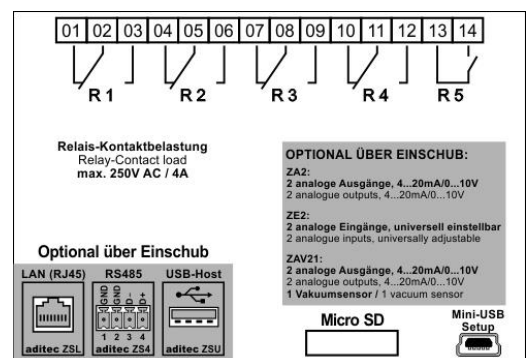 01 02 03 04 05 06 07 08 09 10 11 12 13 14
R 1 R 2 R 3 R 4 R 5
Relais-Kontaktbelastung
Relay-Contact load
max. 250V AC / 4A
OPTIONAL ÜBER EINSCHUB:
ZA2:
2 analoge Ausgänge, 4...20mA/0...10V
2 analogue outputs, 4...20mA/0...10V
ZE2:
2 analoge Eingänge, universell einstellbar
2 analogue inputs, universally adjustable
ZAV21:
2 analoge Ausgänge, 4...20mA/0...10V
2 analogue outputs, 4...20mA/0...10V
1 Vakuumsensor / 1 vacuum sensor
Optional über Einschub
LAN (RJ45) RS485 USB-Host
GND GND D - D+
1 2 3 4
aditec ZSL aditec ZS4 aditec ZSU
Micro SD
Mini-USB
Setup